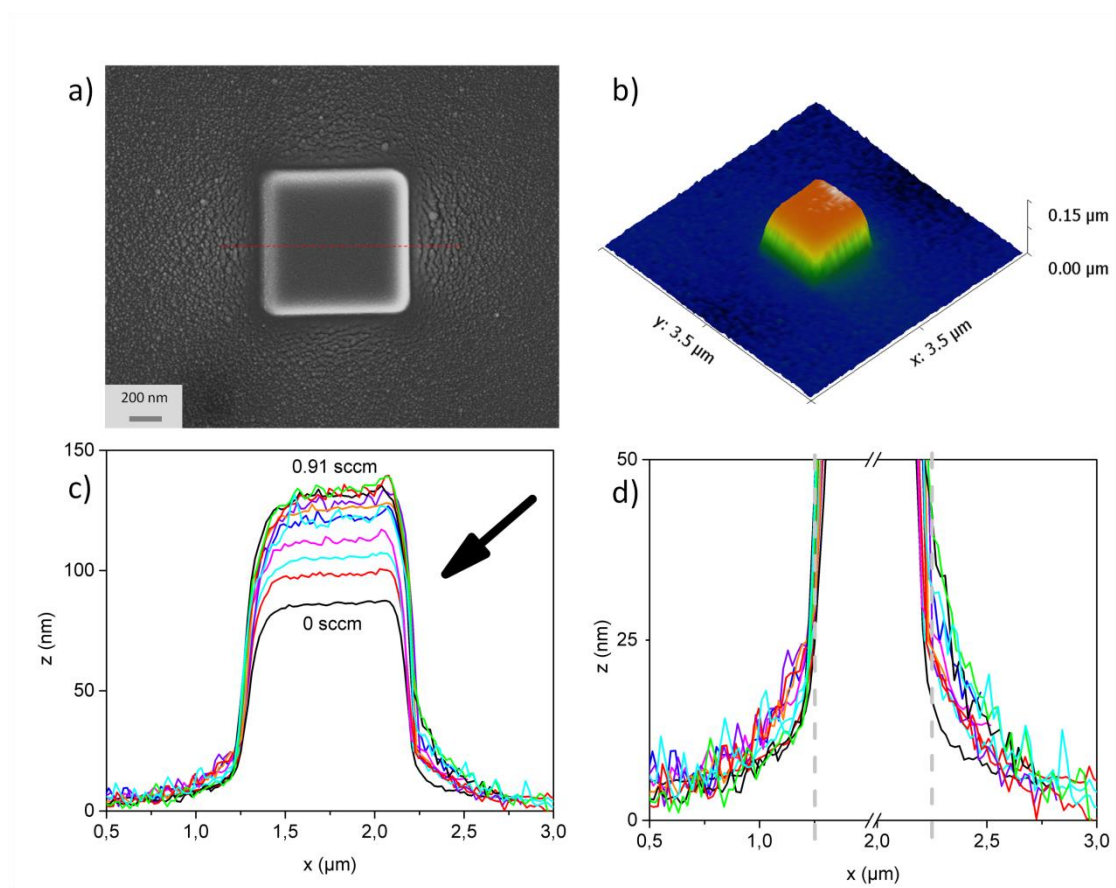 a)
200 nm
b)
0.15 µm
0.00 µm
y: 3.5 µm
x: 3.5 µm
c)
150
100
50
0
z (nm)
0.91 sccm
0 sccm
0,5
1,0
1,5
2,0
2,5
3,0
x (µm)
d)
50
25
0
z (nm)
0,5
1,0
2,0
2,5
3,0
x (µm)